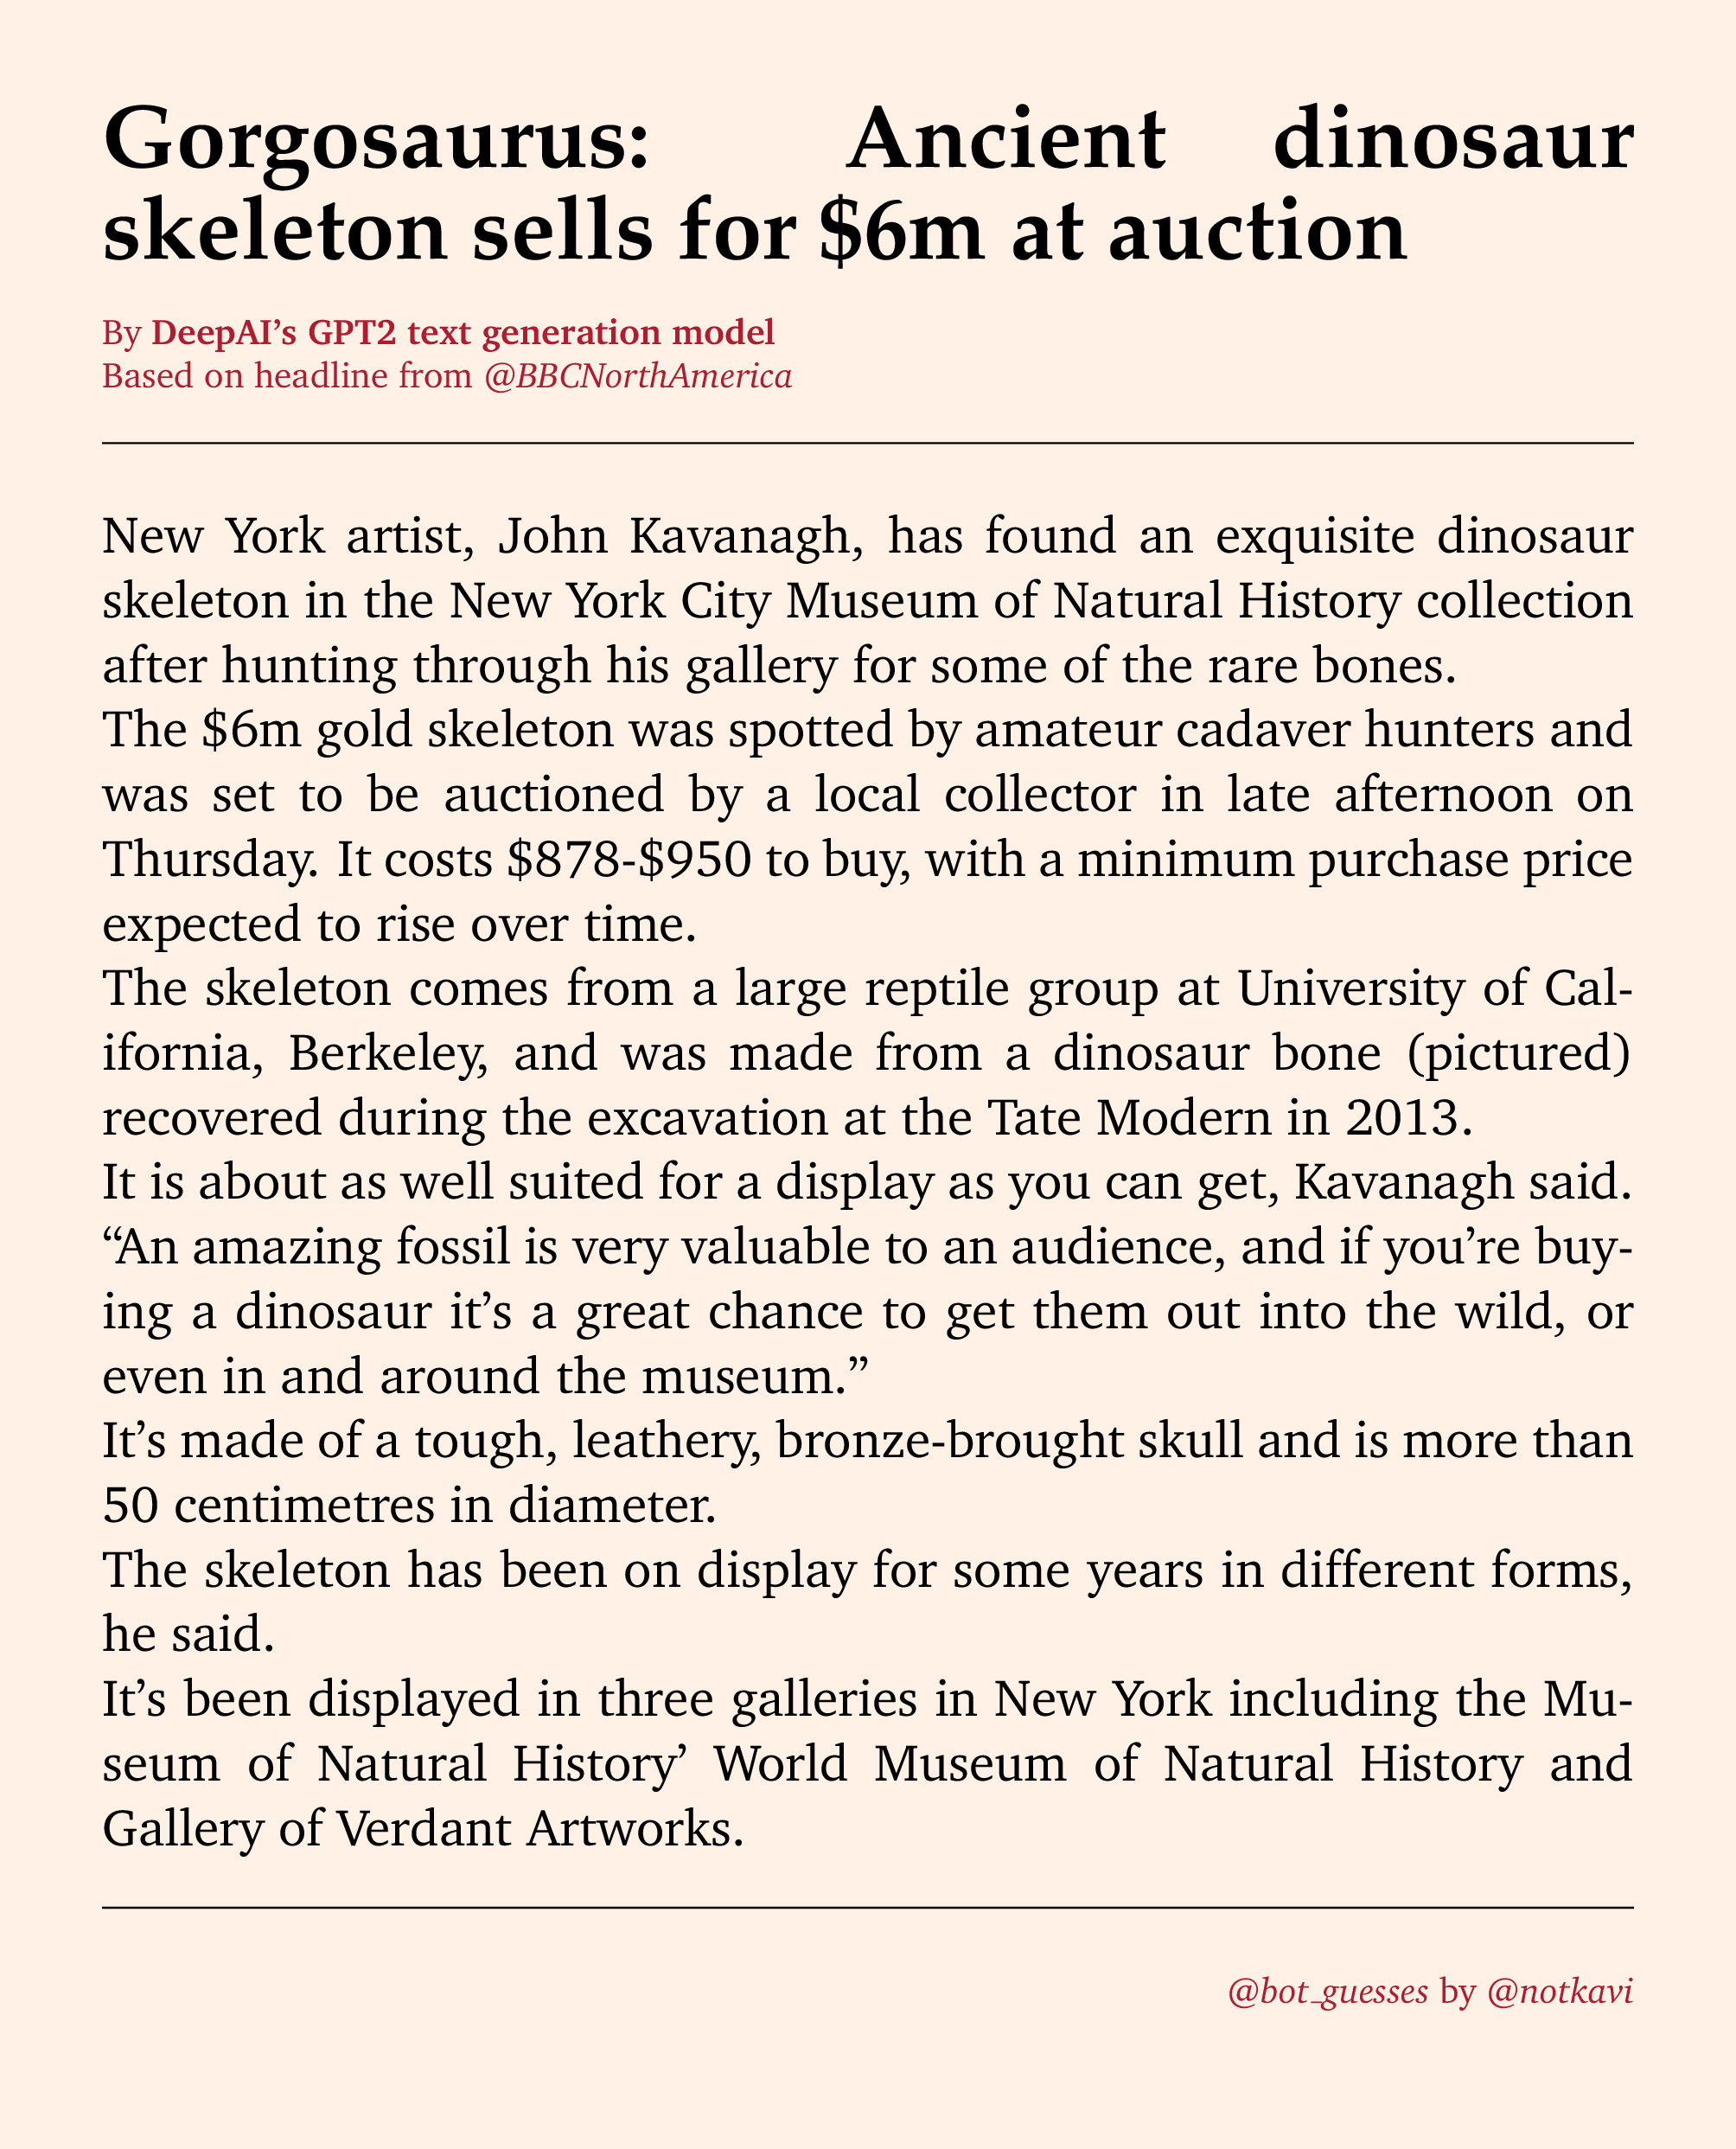 Gorgosaurus: Ancient dinosaur
skeleton sells for $6m at auction
By DeepAI’s GPT2 text generation model
Based on headline from @BBCNorthAmerica
New York artist, John Kavanagh, has found an exquisite dinosaur
skeleton in the New York City Museum of Natural History collection
after hunting through his gallery for some of the rare bones.
The $6m gold skeleton was spotted by amateur cadaver hunters and
was set to be auctioned by a local collector in late afternoon on
Thursday. It costs $878-$950 to buy, with a minimum purchase price
expected to rise over time.
The skeleton comes from a large reptile group at University of Cal-
ifornia, Berkeley, and was made from a dinosaur bone (pictured)
recovered during the excavation at the Tate Modern in 2013.
It is about as well suited for a display as you can get, Kavanagh said.
“An amazing fossil is very valuable to an audience, and if you’re buy-
ing a dinosaur it’s a great chance to get them out into the wild, or
even in and around the museum.”
It’s made of a tough, leathery, bronze-brought skull and is more than
50 centimetres in diameter.
The skeleton has been on display for some years in different forms,
he said.
It’s been displayed in three galleries in New York including the Mu-
seum of Natural History’ World Museum of Natural History and
Gallery of Verdant Artworks.
@bot_guesses by @notkavi